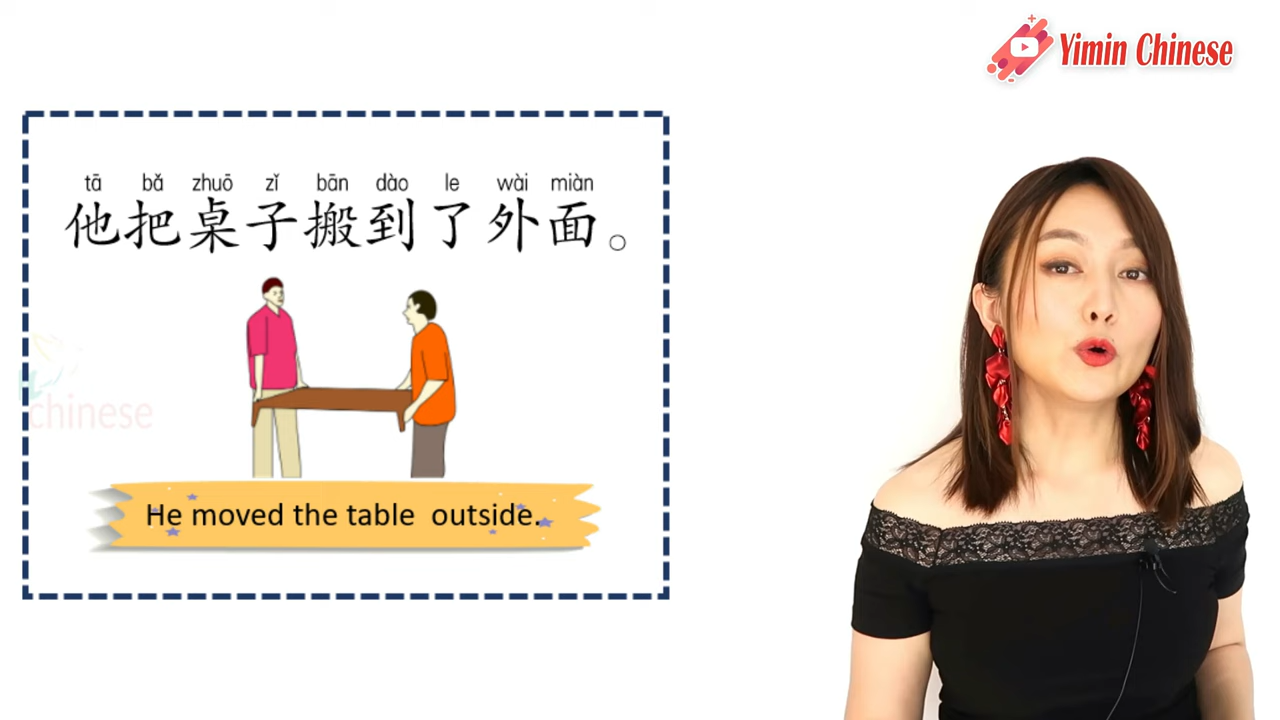 Yimin Chinese
tā bǎ zhuō zǐ bān dào le wài miàn
他把桌子搬到了外面。
chinese
He moved the table outside.